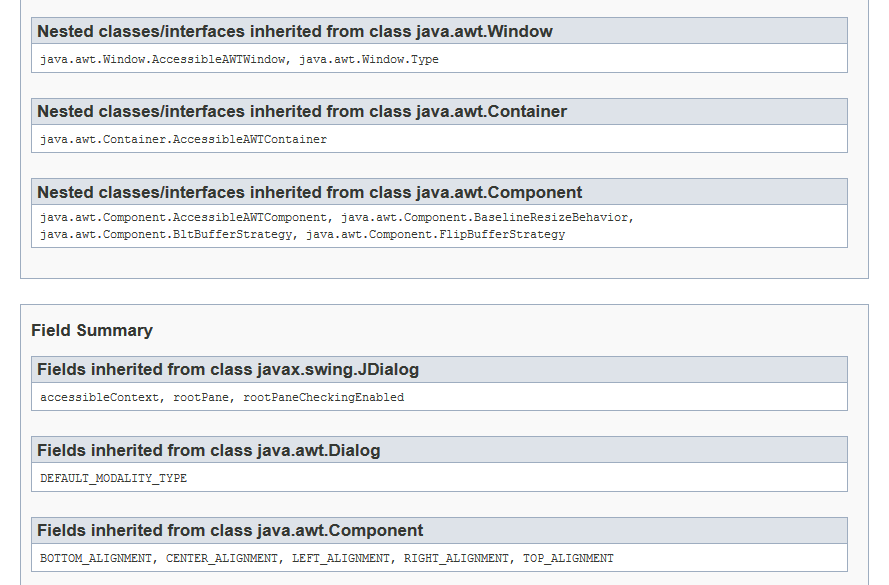 Nested classes/interfaces inherited from class java.awt.Window
java.awt.Window.AccessibleAWTWindow, java.awt.Window.Type
Nested classes/interfaces inherited from class java.awt.Container
java.awt.Container.AccessibleAWTContainer
Nested classes/interfaces inherited from class java.awt.Component
java.awt.Component.AccessibleAWTComponent, java.awt.Component.BaselineResizeBehavior,
java.awt.Component.BltBufferStrategy, java.awt.Component.FlipBufferStrategy
Field Summary
Fields inherited from class javax.swing.JDialog
accessibleContext, rootPane, rootPaneCheckingEnabled
Fields inherited from class java.awt.Dialog
DEFAULT_MODALITY_TYPE
Fields inherited from class java.awt.Component
BOTTOM_ALIGNMENT, CENTER_ALIGNMENT, LEFT_ALIGNMENT, RIGHT_ALIGNMENT, TOP_ALIGNMENT